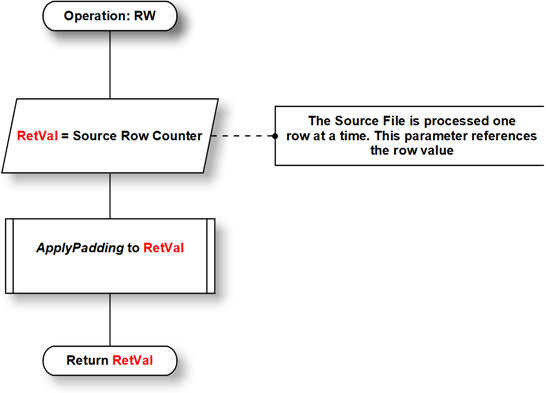 Operation: RW
RetVal = Source Row Counter
The Source File is processed one
row at a time. This parameter references
the row value
ApplyPadding to RetVal
Return RetVal